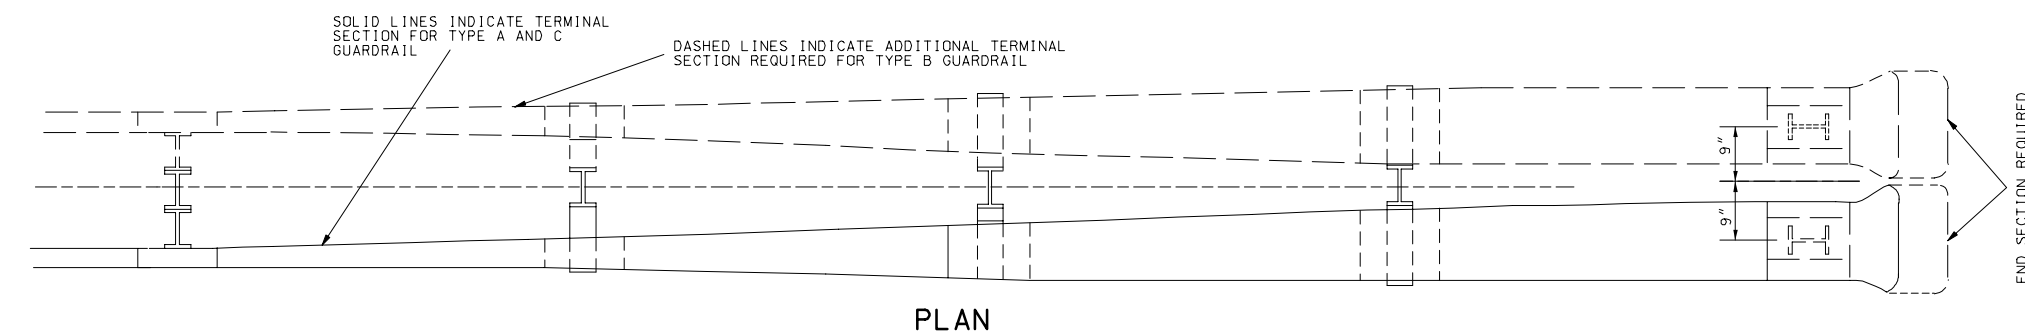 SOLID LINES INDICATE TERMINAL
SECTION FOR TYPE A AND C
GUARDRAIL
DASHED LINES INDICATE ADDITIONAL TERMINAL
SECTION REQUIRED FOR TYPE B GUARDRAIL
9"
9"
END SECTION REQUIRED
PLAN